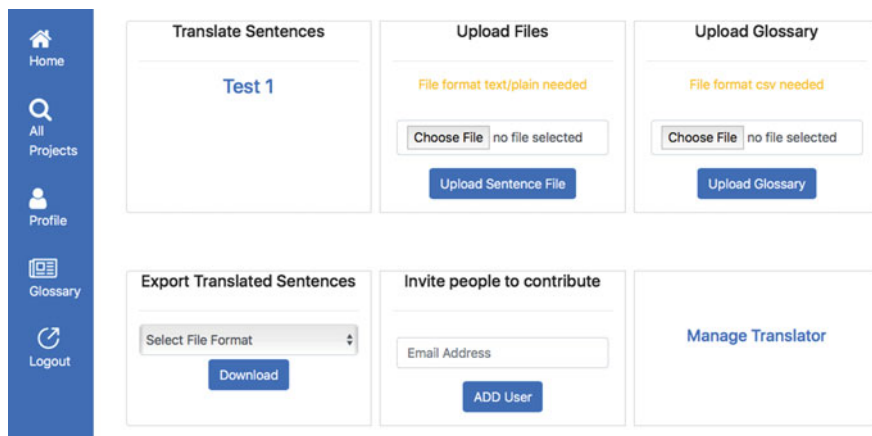 Home
All
Projects
Profile
Glossary
Logout
Translate Sentences
Test 1
Upload Files
File format text/plain needed
Choose File no file selected
Upload Sentence File
Upload Glossary
File format csv needed
Choose File no file selected
Upload Glossary
Export Translated Sentences
Select File Format
Download
Invite people to contribute
Email Address
ADD User
Manage Translator